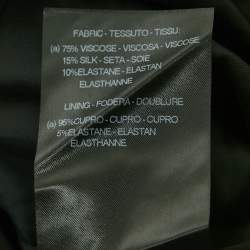 FABRIC - TESSUTO - TISSU:
(a) 75% VISCOSE - VISCOSA - VISCOSE
15% SILK - SETA - SOIE
10%ELASTANE - ELASTAN
ELASTHANNE
LINING - FODERIA - DOUBLURE
(a) 95%CUPRO - CUPRO - CUPRO
5%ELASTANE - ELASTAN
ELASTHANNE